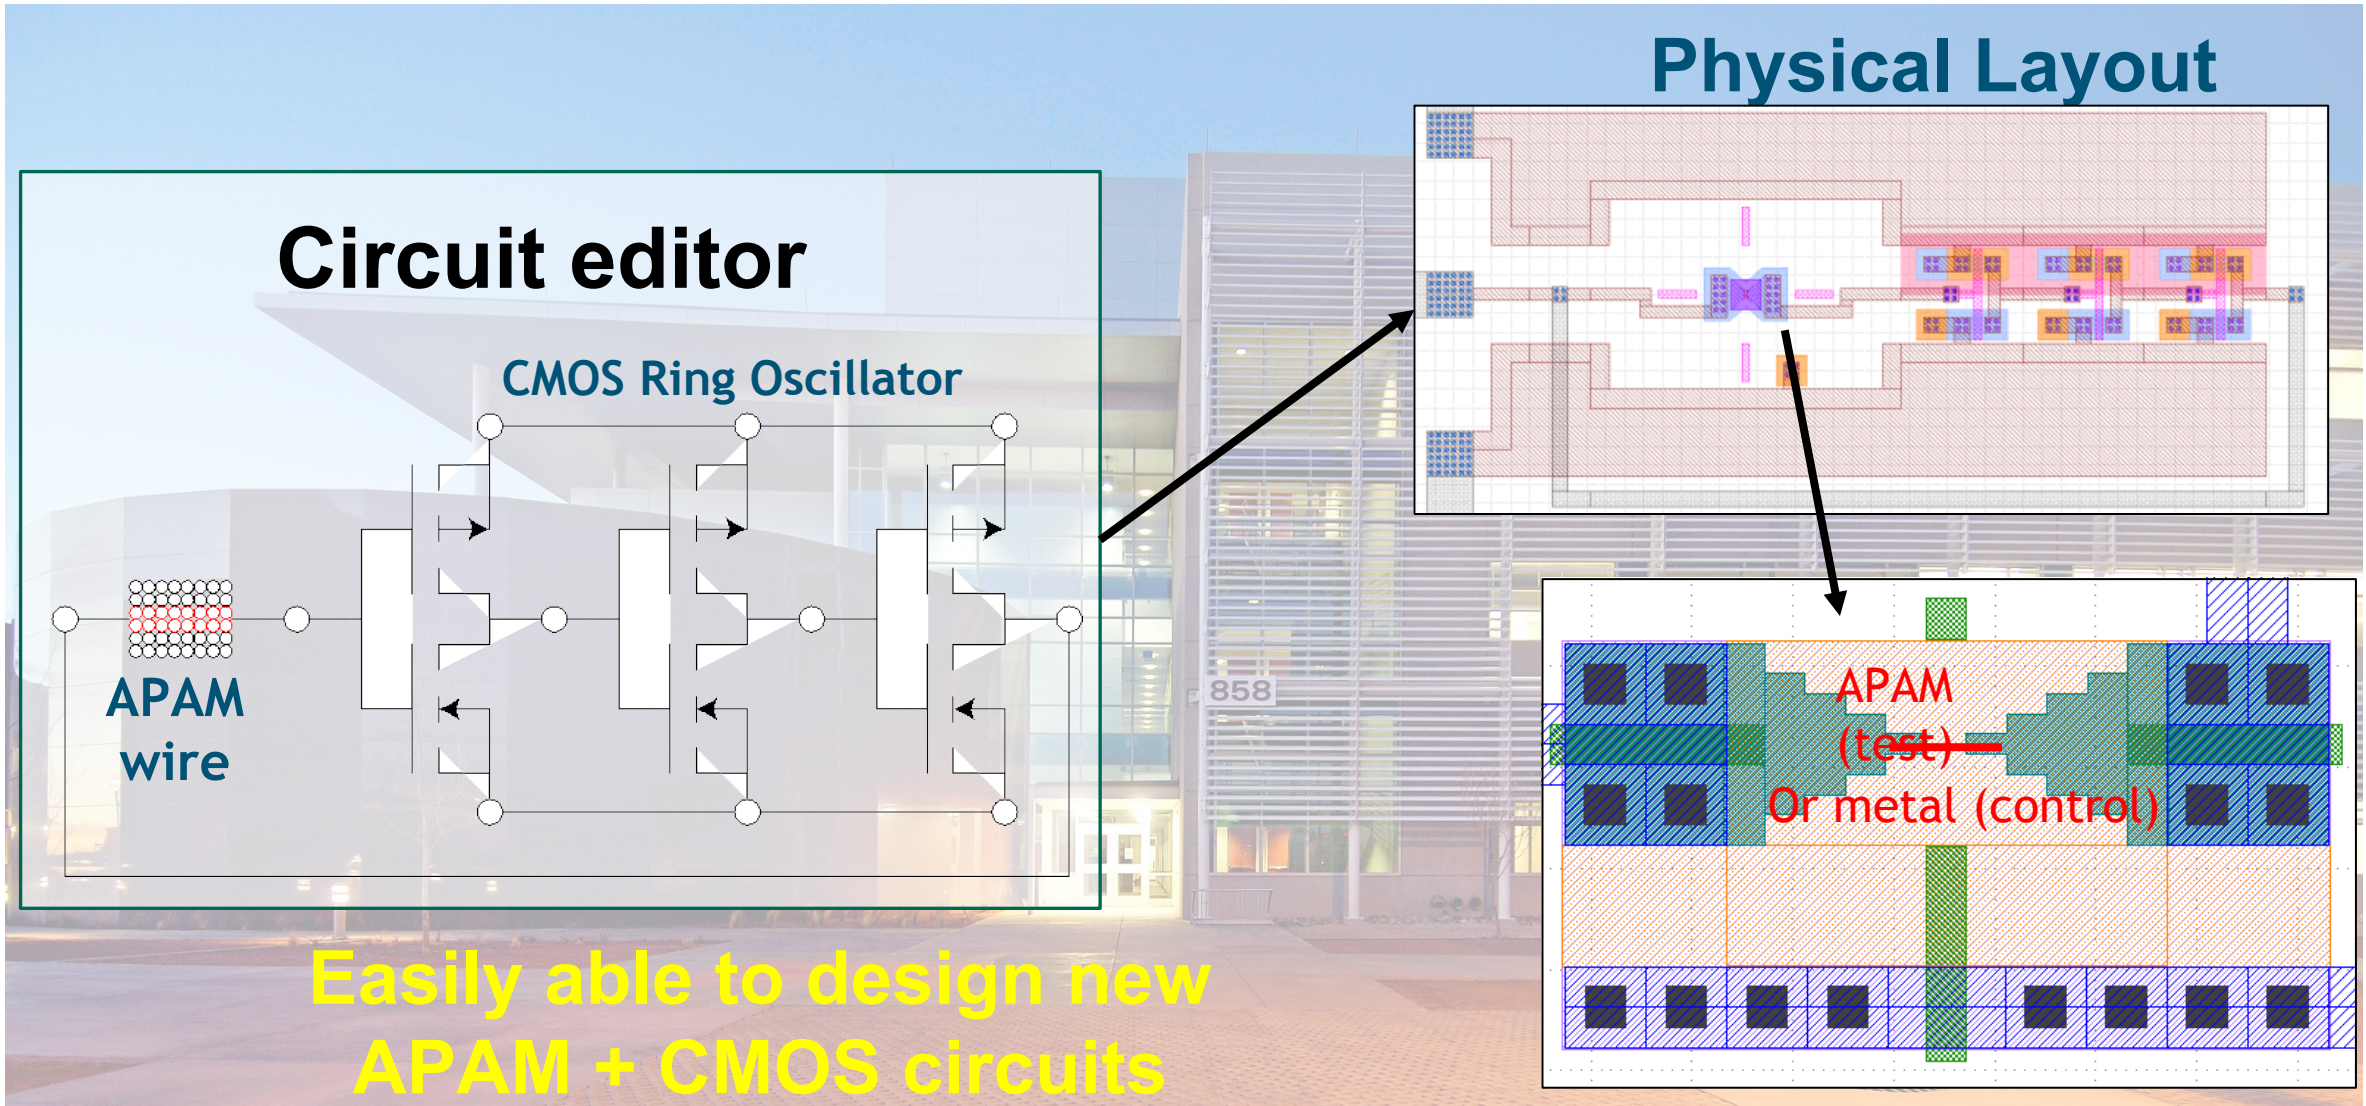 Physical Layout
Circuit editor
CMOS Ring Oscillator
APAM
wire
858
APAM
(test)
Or metal (control)
Easily able to design new
APAM + CMOS circuits